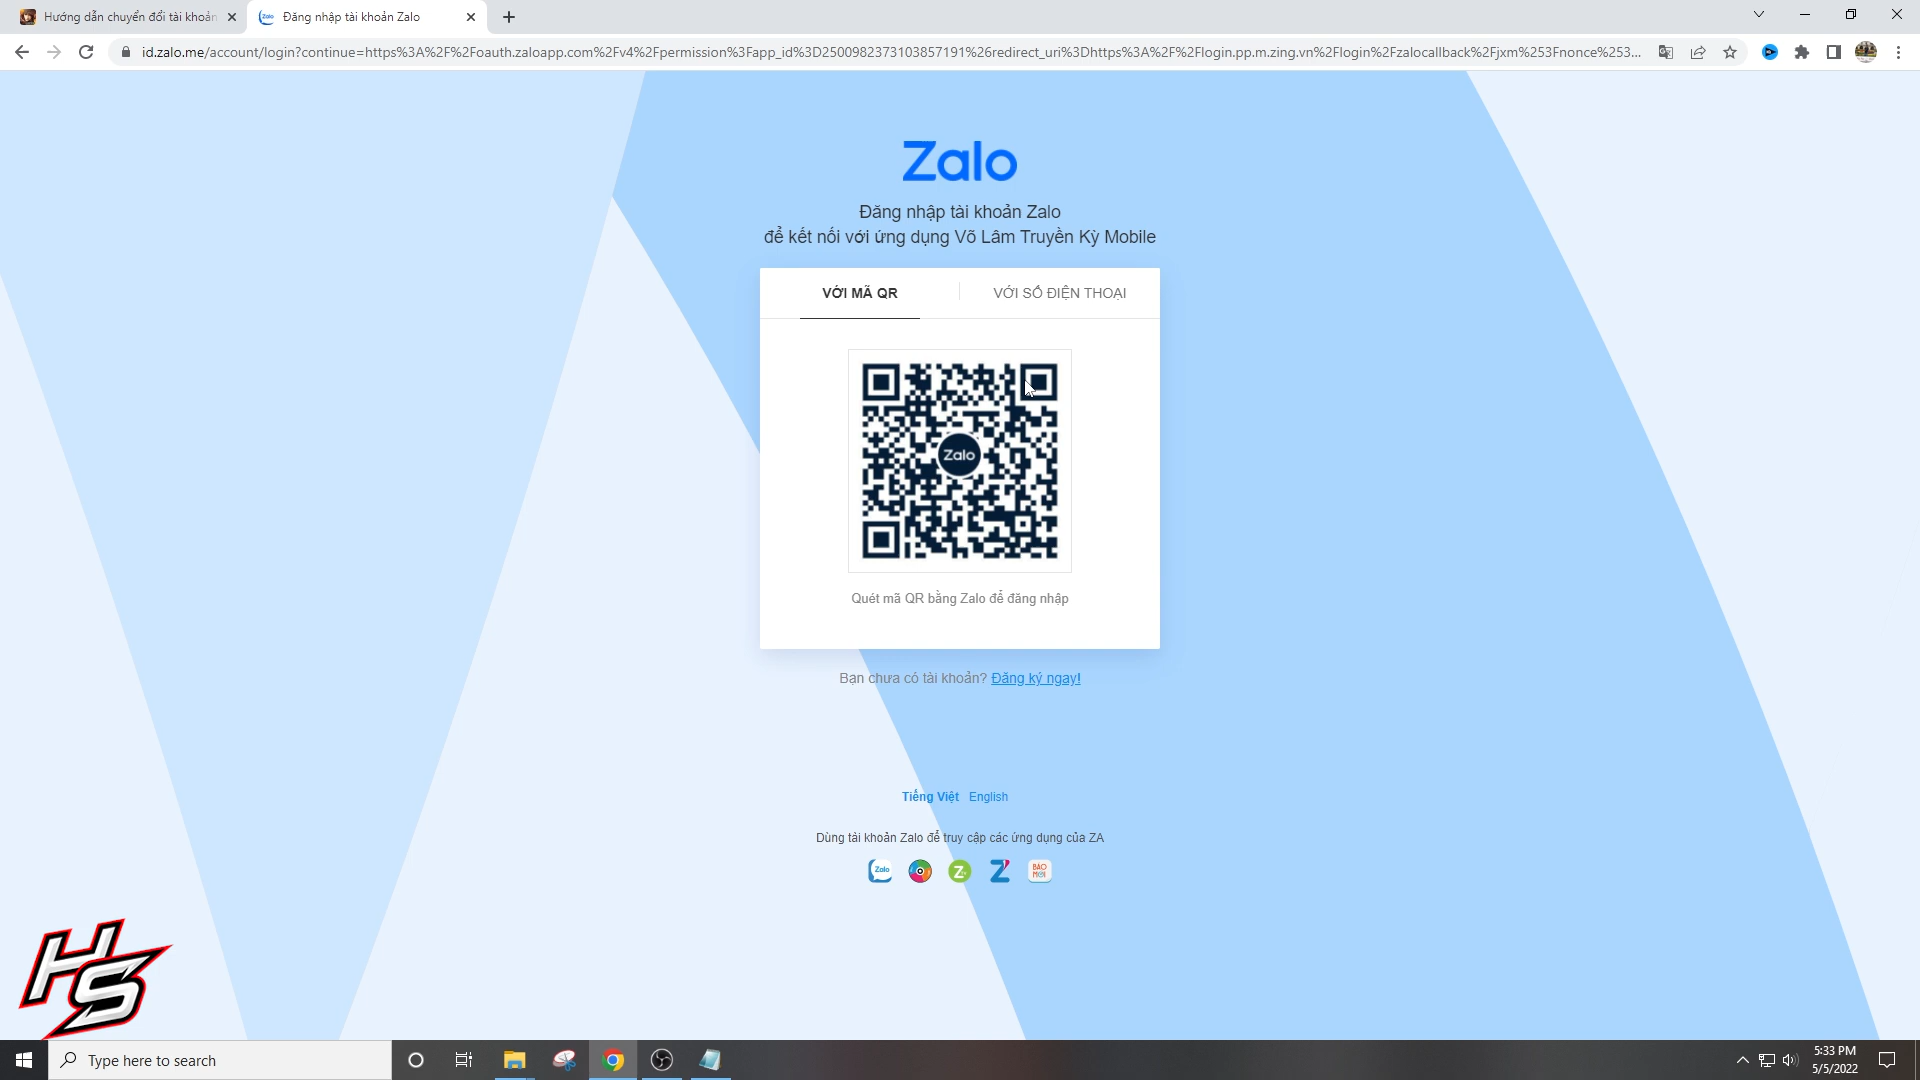 Hướng dẫn chuyển đổi tài khoản
Đăng nhập tài khoản Zalo
id.zalo.me/account/login?continue=https%3A%2F%2Foauth.zaloapp.com%2Fv4%2Fpermission%3Fapp_id%3D2500982373103857191%26redirect_uri%3Dhttps%3A%2F%2Flogin.pp.m.zing.vn%2Flogin%2Fzalocallback%2Fjxm%253Fnonce%253...
Zalo
Đăng nhập tài khoản Zalo
để kết nối với ứng dụng Võ Lâm Truyền Kỳ Mobile
VỚI MÃ QR
VỚI SỐ ĐIỆN THOẠI
Zalo
Quét mã QR bằng Zalo để đăng nhập
Bạn chưa có tài khoản? Đăng ký ngay!
Tiếng Việt English
Dùng tài khoản Zalo để truy cập các ứng dụng của ZA
Zalo
BÁO
MỚI
HS
Type here to search
5:33 PM
5/5/2022